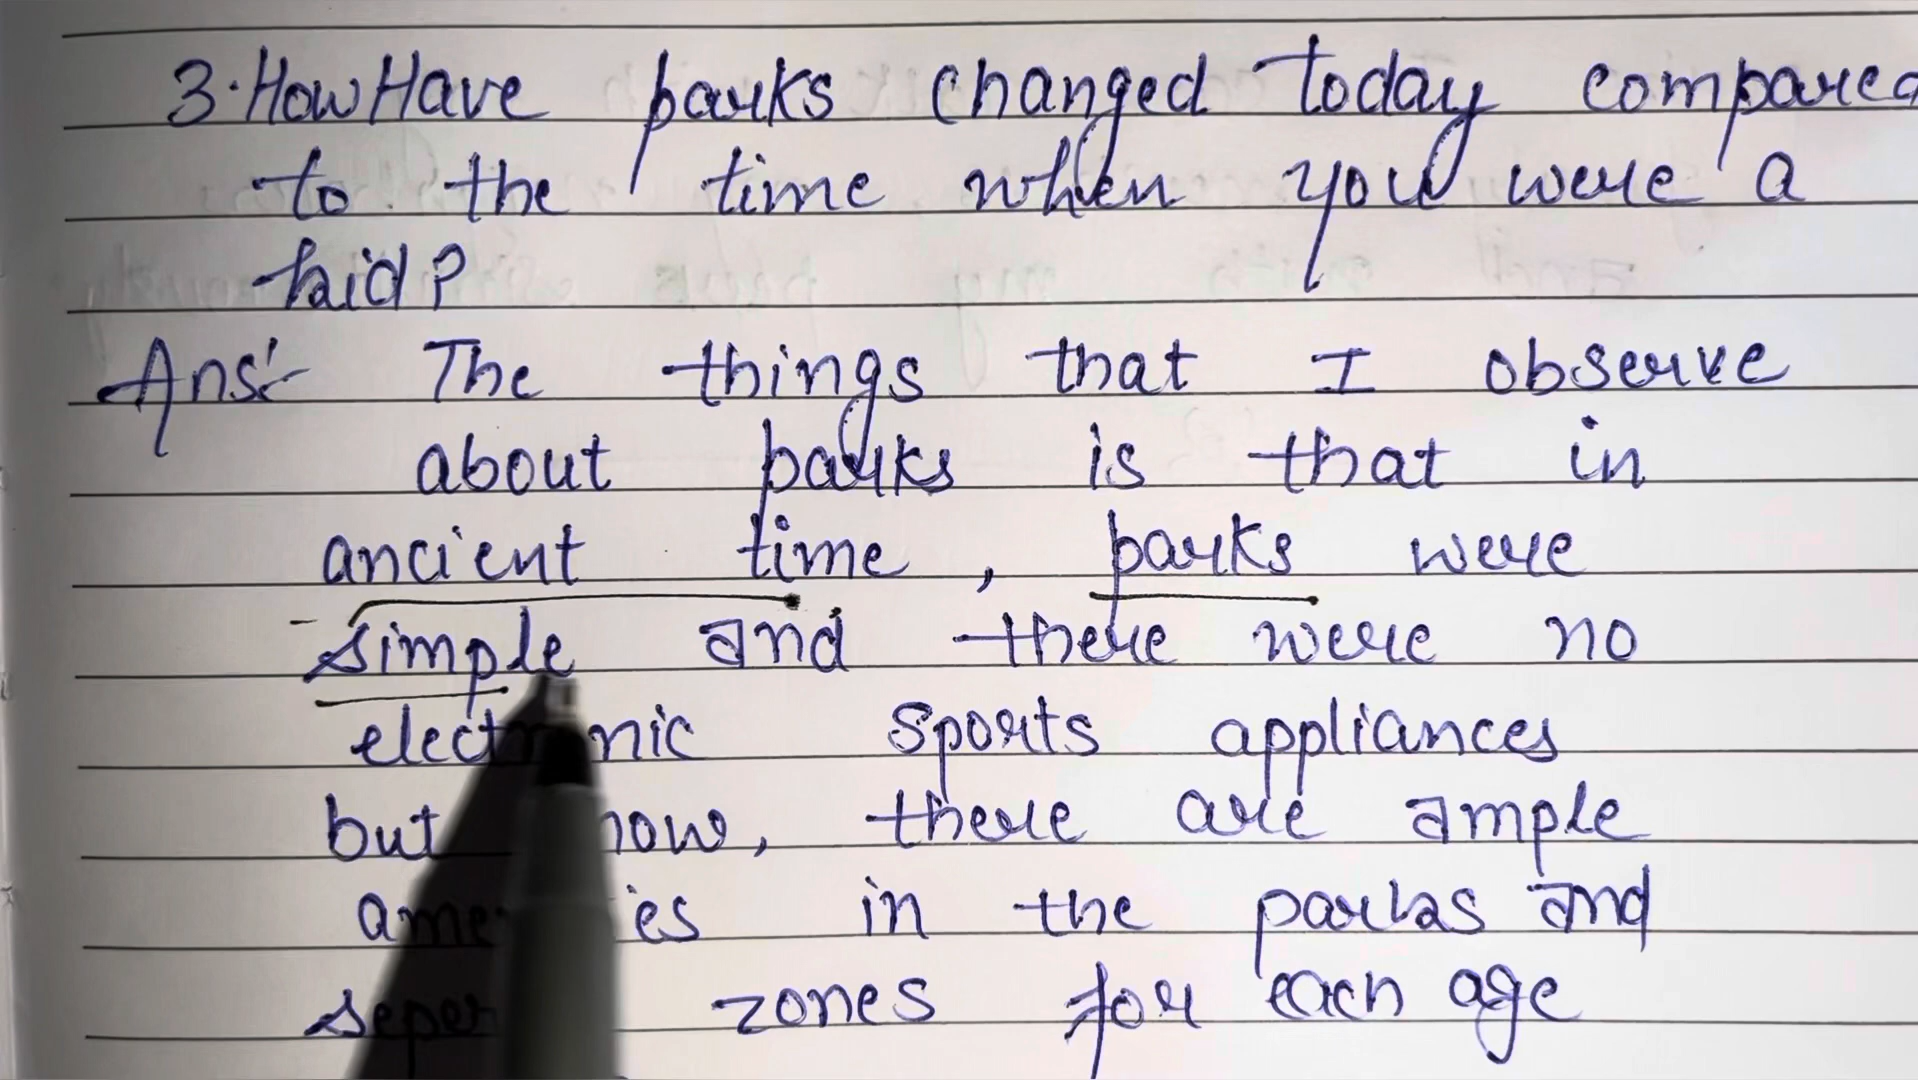 3. How Have parks changed today compared
to the time when you were a
kid?
Ans:- The things that I observe
about parks is that in
ancient time, parks were
simple and there were no
electronic sports appliances
but now, there are ample
in the parks and
zones for each age